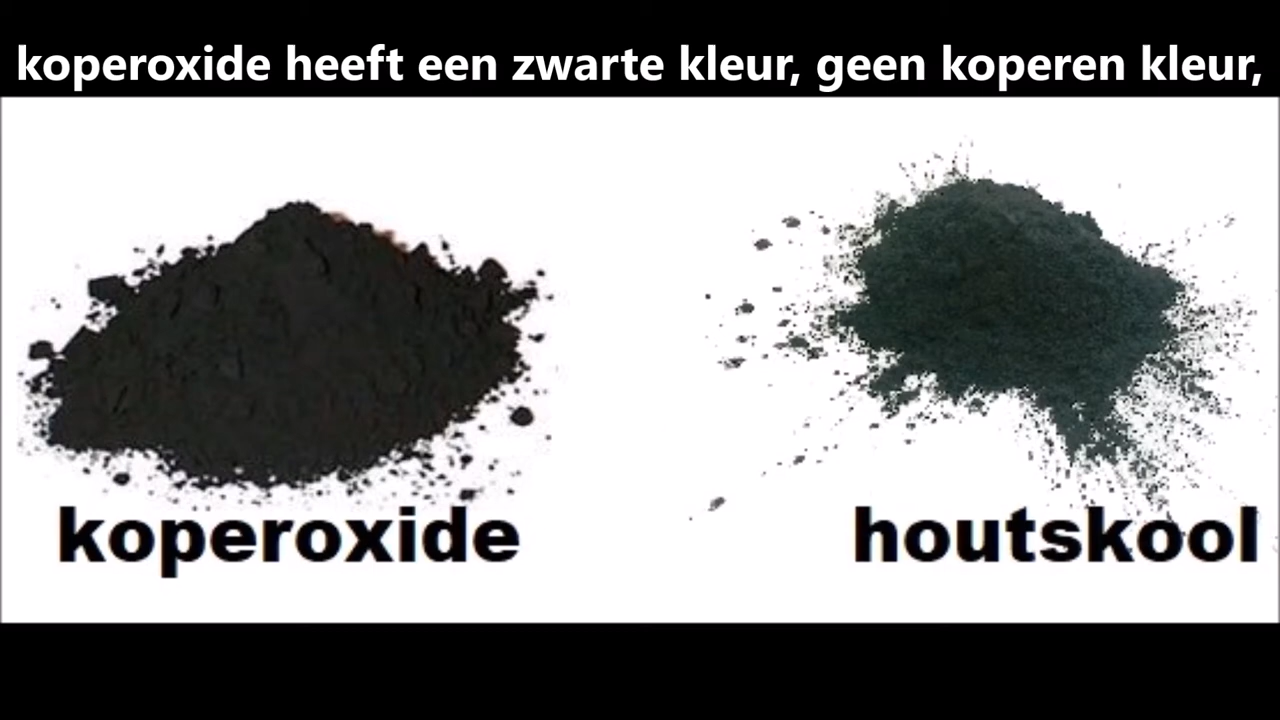 koperoxide heeft een zwarte kleur, geen koperen kleur,
koperoxide
houtskool